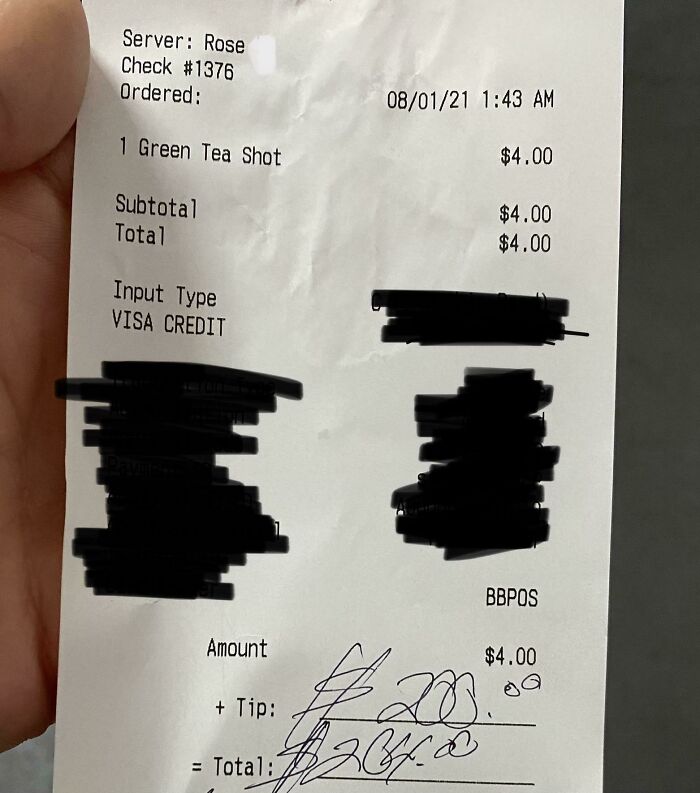 Server: Rose
Check #1376
Ordered: 08/01/21 1:43 AM
1 Green Tea Shot $4.00
Subtotal $4.00
Total $4.00
Input Type
VISA CREDIT
BBPOS
Amount $4.00
+ Tip: $ 200.00
= Total: $204.00